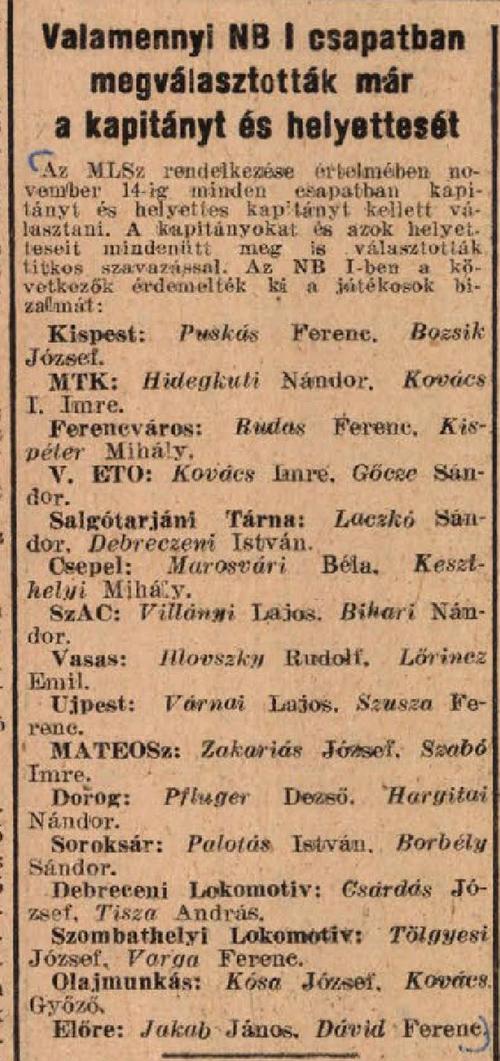 Valamennyi NB I csapatban
megválasztották már
a kapitányt és helyettesét
Az MLSz rendelkezése értelmében no-
vember 14-ig minden csapatban kapi-
tányt és helyettes kapitányt kellett vá-
lasztani. A kapitányokat és azok helyet-
teseit mindenütt meg is választották
titkos szavazással. Az NB I-ben a kö-
vetkezők érdemelték ki a játékosok bi-
zalmát:
Kispest: Puskás Ferenc, Bozsik
József.
MTK: Hidegkuti Nándor, Kovács
I. Imre.
Ferencváros: Rudas Ferenc, Kis-
péter Mihály.
V. ETO: Kovács Imre, Göcze Sán-
dor.
Salgótarjáni Tárna: Laczkó Sán-
dor, Debreczeni István.
Csepel: Marosvári Béla, Keszt-
helyi Mihály.
SzAC: Villányi Lajos, Bihari Nán-
dor.
Vasas: Illovszky Rudolf, Lőrincz
Emil.
Ujpest: Várnai Lajos, Szusza Fe-
renc.
MATEOSz: Zakariás József, Szabó
Imre.
Dorog: Pfluger Dezső, Hargitai
Nándor.
Soroksár: Palotás István, Borbély
Sándor.
Debreceni Lokomotiv: Csárdás Jó-
zsef, Tisza András.
Szombathelyi Lokomotiv: Tölgyesi
József, Varga Ferenc.
Olajmunkás: Kósa József, Kovács
Győző.
Előre: Jakab János, Dávid Ferenc